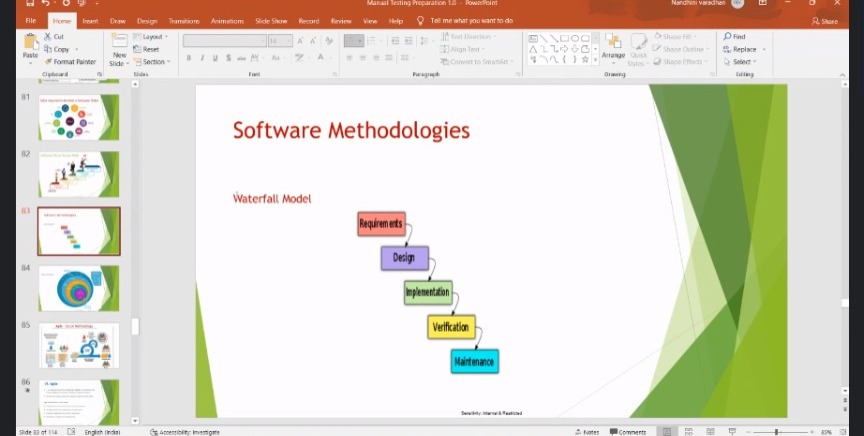 Manual Testing Preparation 1.0 - PowerPoint
Nandhini varadhan
File Home Insert Draw Design Transitions Animations Slide Show Record Review View Help Tell me what you want to do Share
Paste
Cut
Copy
Format Painter
Clipboard
New
Slide
Layout
Reset
Section
Slides
Font
Text Direction
Align Text
Convert to SmartArt
Paragraph
Arrange
Quick
Styles
Shape Fill
Shape Outline
Shape Effects
Drawing
Find
Replace
Select
Editing
81
82
83
84
85
86
Software Methodologies
Waterfall Model
Requirements
Design
Implementation
Verification
Maintenance
Sensitivity: Internal & Restricted
Slide 83 of 114 English (India) Accessibility: Investigate Notes Comments